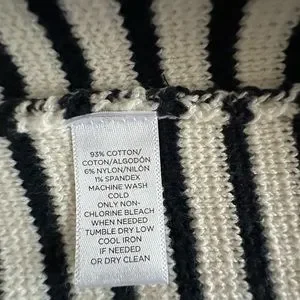 93% COTTON/
COTON/ALGODÓN
6% NYLON/NILÓN
1% SPANDEX
MACHINE WASH
COLD
ONLY NON-
CHLORINE BLEACH
WHEN NEEDED
TUMBLE DRY LOW
COOL IRON
IF NEEDED
OR DRY CLEAN